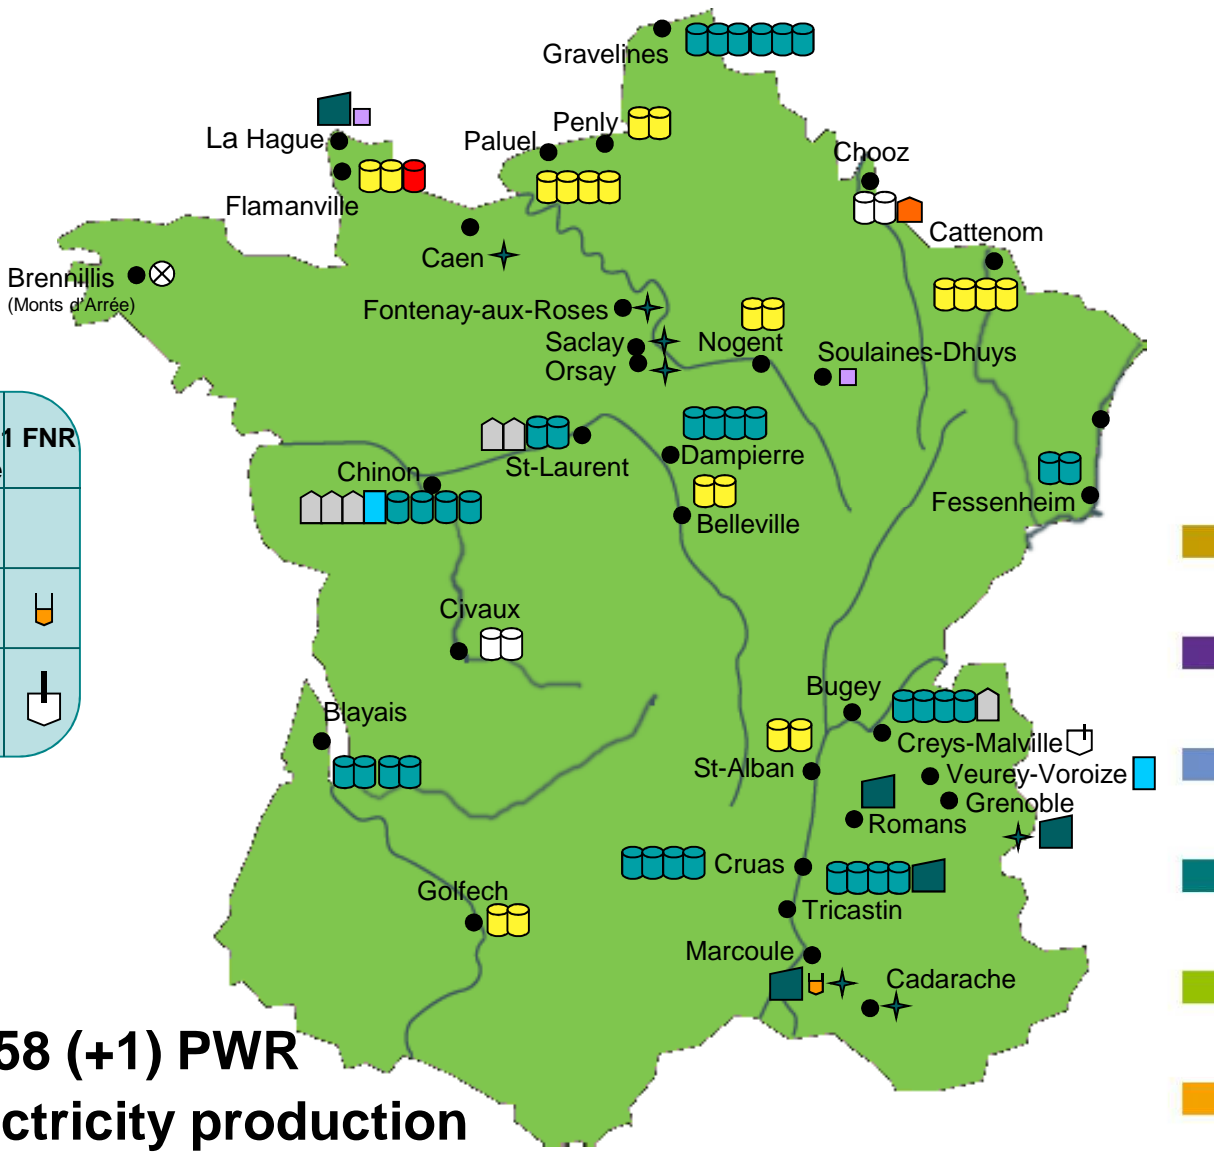 Gravelines
Penly
La Hague
Paluel
Chooz
Flamanville
Cattenom
Caen
Brennillis
(Monts d'Arrée)
Fontenay-aux-Roses
Saclay
Nogent
Soulaines-Dhuys
Orsay
1 FNR
Dampierre
St-Laurent
Chinon
Fessenheim
Belleville
Civaux
Bugey
Blayais
Creys-Malville
St-Alban
Veurey-Voroize
Grenoble
Romans
Cruas
Golfech
Tricastin
Marcoule
Cadarache
58 (+1) PWR
ctricity production